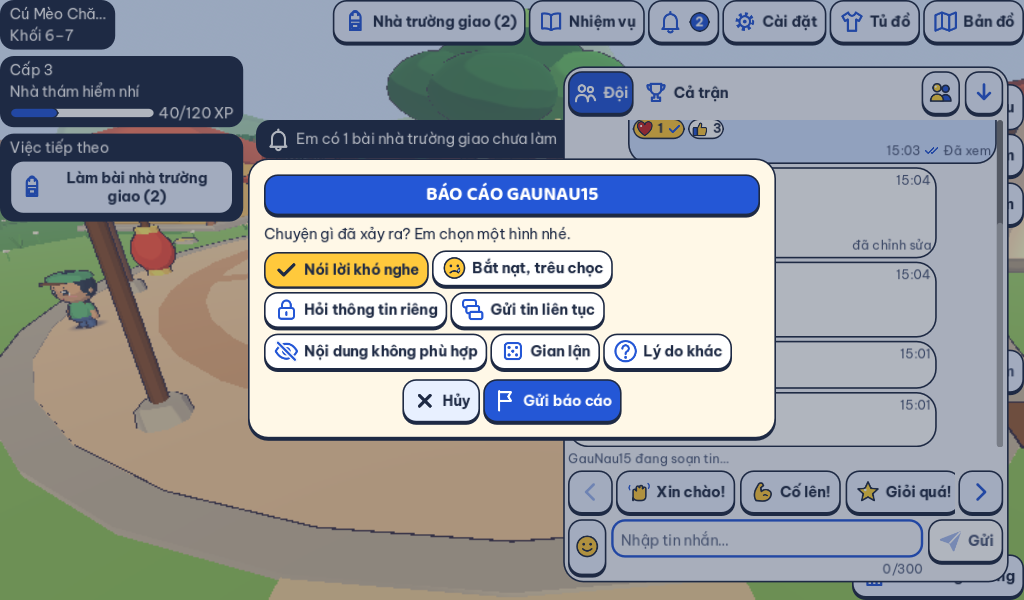 Cú Mèo Chă...
Khối 6–7
Nhà trường giao (2)
Nhiệm vụ
2
Cài đặt
Tủ đồ
Bản đồ
Cấp 3
Nhà thám hiểm nhí
40/120 XP
Việc tiếp theo
Làm bài nhà trường
giao (2)
Em có 1 bài nhà trường giao chưa làm
Đội
Cả trận
1
3
15:03
Đã xem
15:04
đã chỉnh sửa
15:04
15:01
15:01
BÁO CÁO GAUNAU15
Chuyện gì đã xảy ra? Em chọn một hình nhé.
Nói lời khó nghe
Bắt nạt, trêu chọc
Hỏi thông tin riêng
Gửi tin liên tục
Nội dung không phù hợp
Gian lận
Lý do khác
Hủy
Gửi báo cáo
GauNau15 đang soạn tin...
Xin chào!
Cố lên!
Giỏi quá!
Nhập tin nhắn...
Gửi
0/300